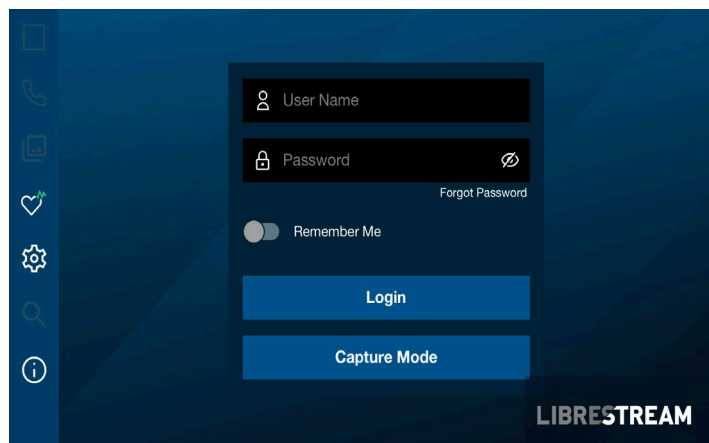 User Name
Password
Forgot Password
Remember Me
Login
Capture Mode
LIBRESTREAM